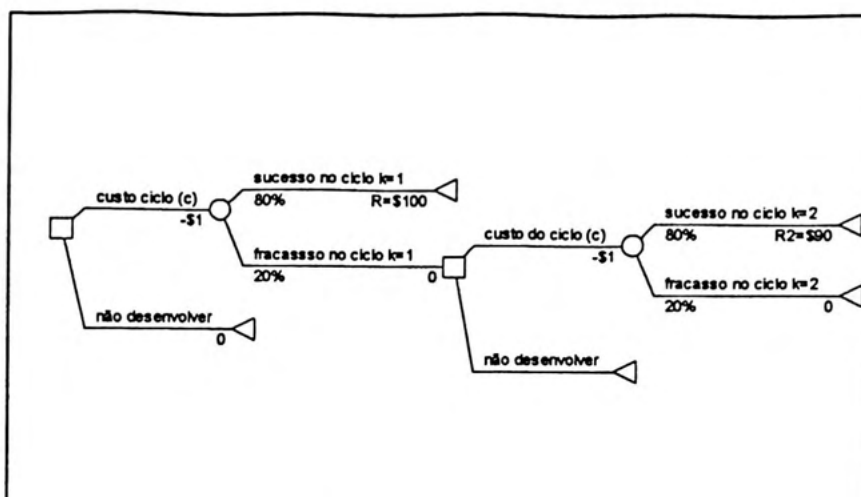 sucesso no ciclo k=1
80% R=$100
custo ciclo (c)
-$1
fracassso no ciclo k=1
20% 0
não desenvolver
0
custo do ciclo (c)
-$1
sucesso no ciclo k=2
80% R2=$90
fracasso no ciclo k=2
20% 0
não desenvolver